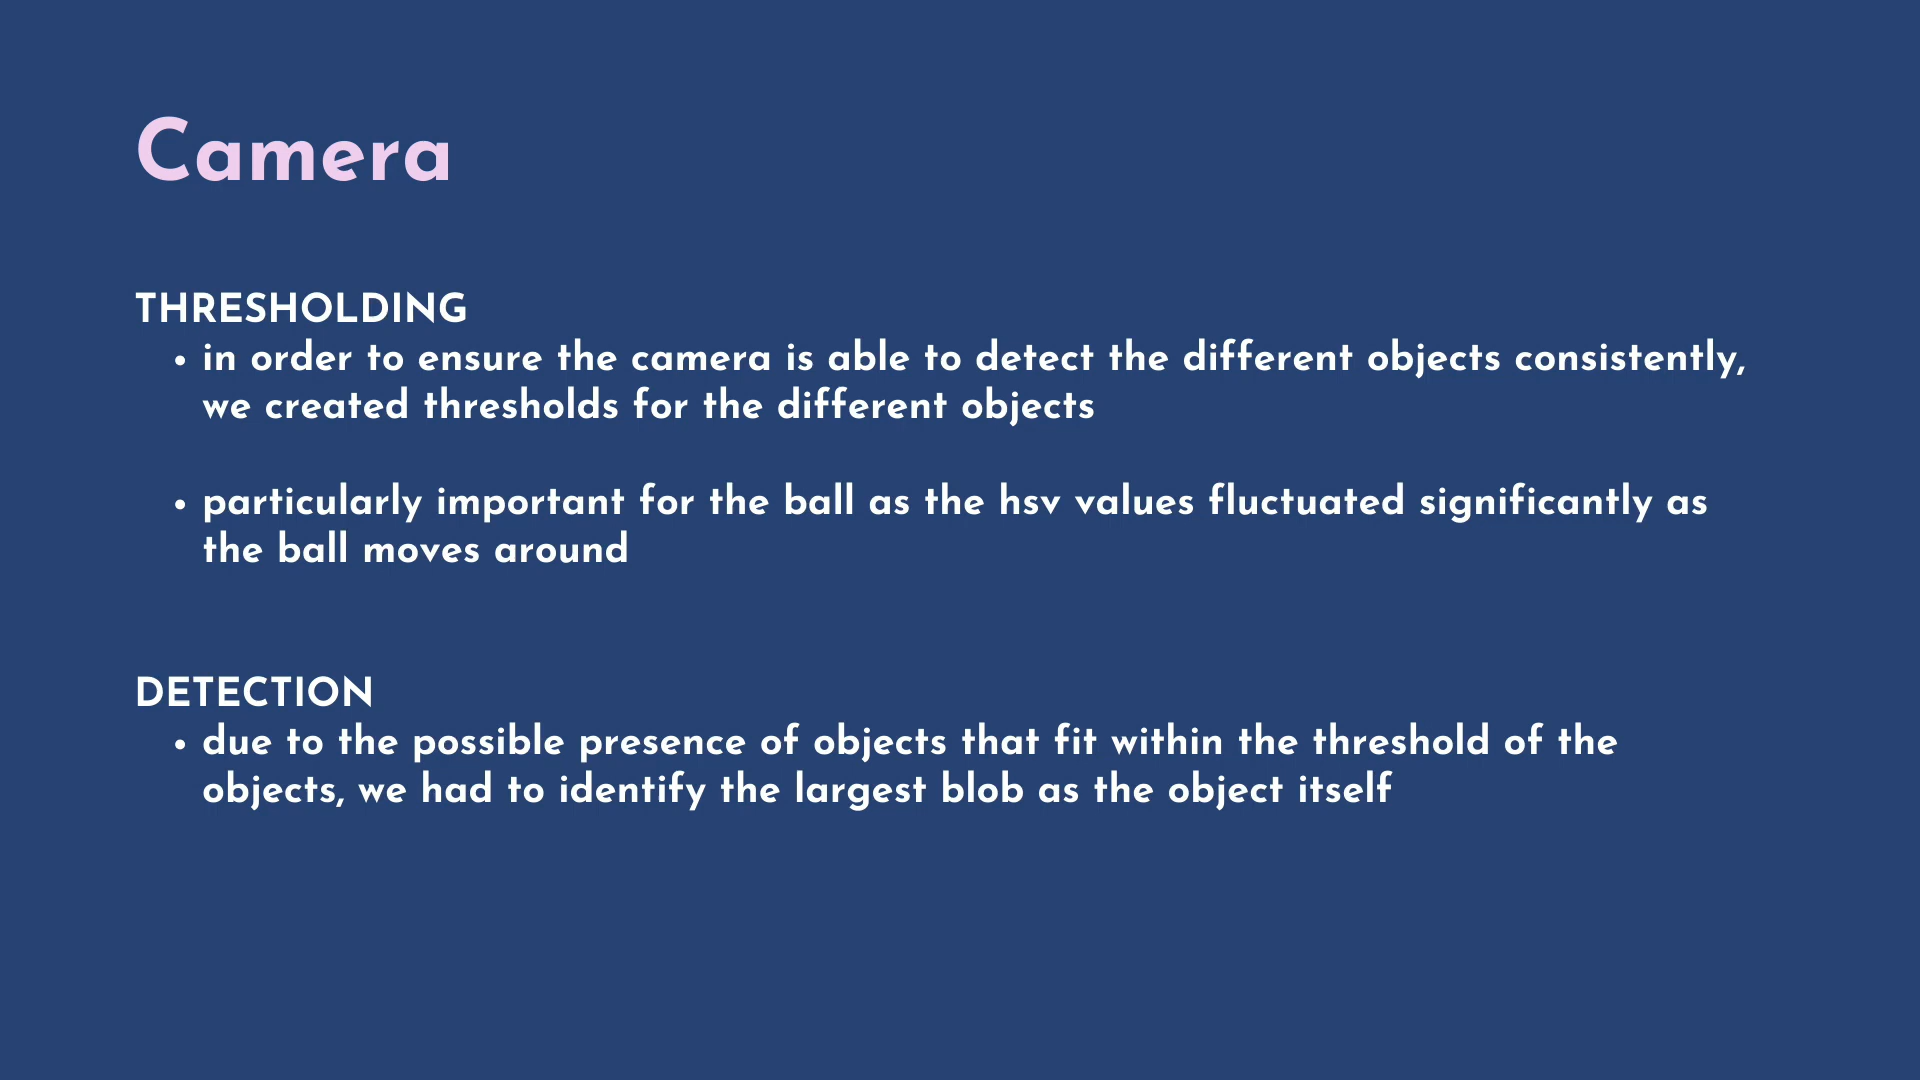 Camera
THRESHOLDING
• in order to ensure the camera is able to detect the different objects consistently,
we created thresholds for the different objects
• particularly important for the ball as the hsv values fluctuated significantly as
the ball moves around
DETECTION
• due to the possible presence of objects that fit within the threshold of the
objects, we had to identify the largest blob as the object itself